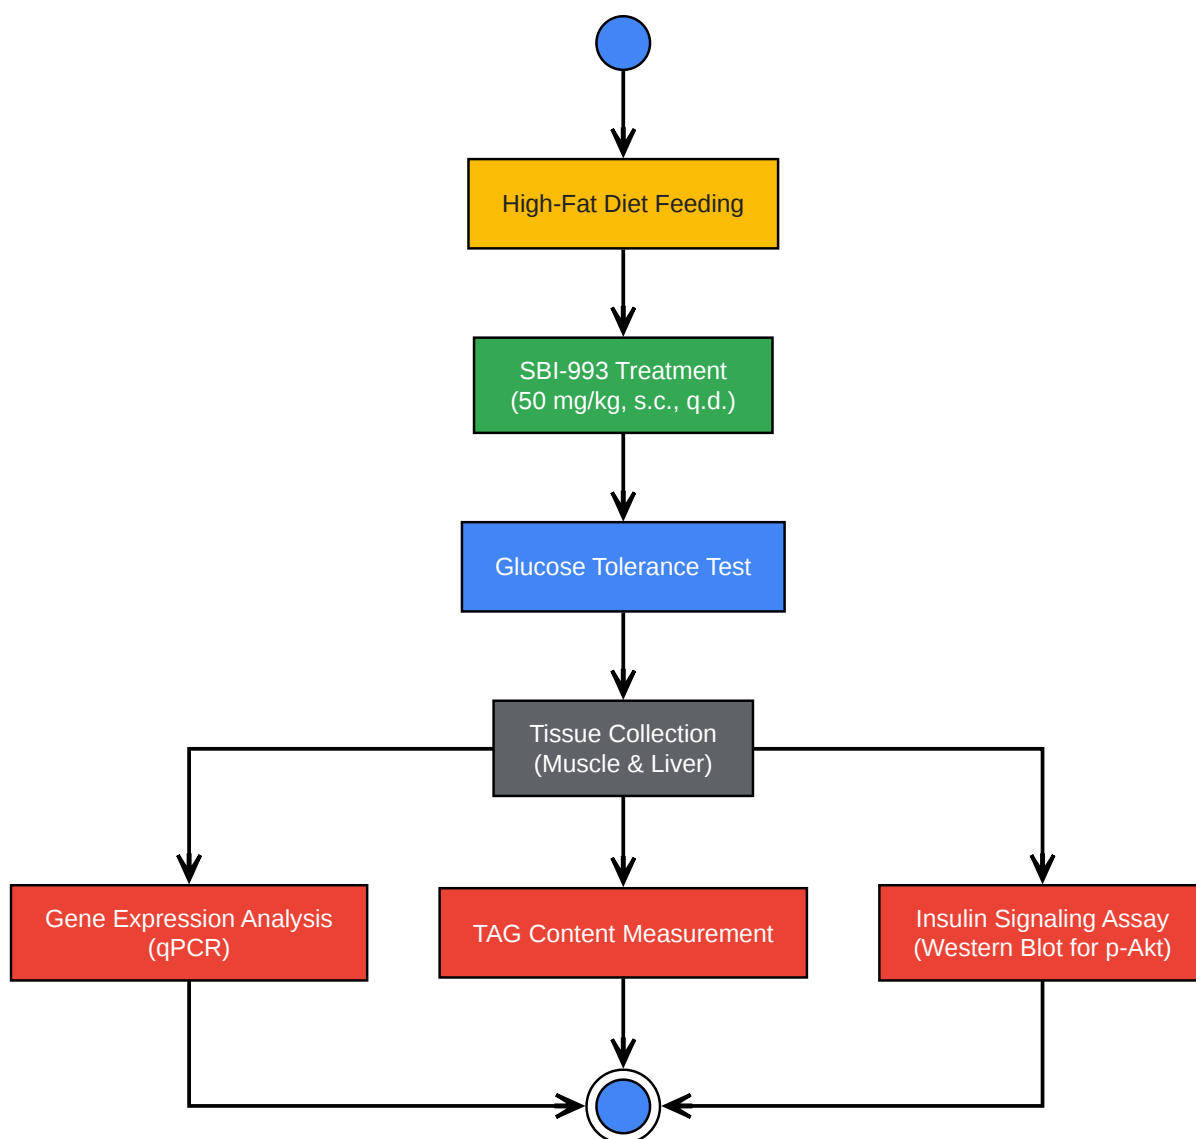 High-Fat Diet Feeding
SBI-993 Treatment
(50 mg/kg, s.c., q.d.)
Glucose Tolerance Test
Tissue Collection
(Muscle & Liver)
Gene Expression Analysis
(qPCR)
TAG Content Measurement
Insulin Signaling Assay
(Western Blot for p-Akt)